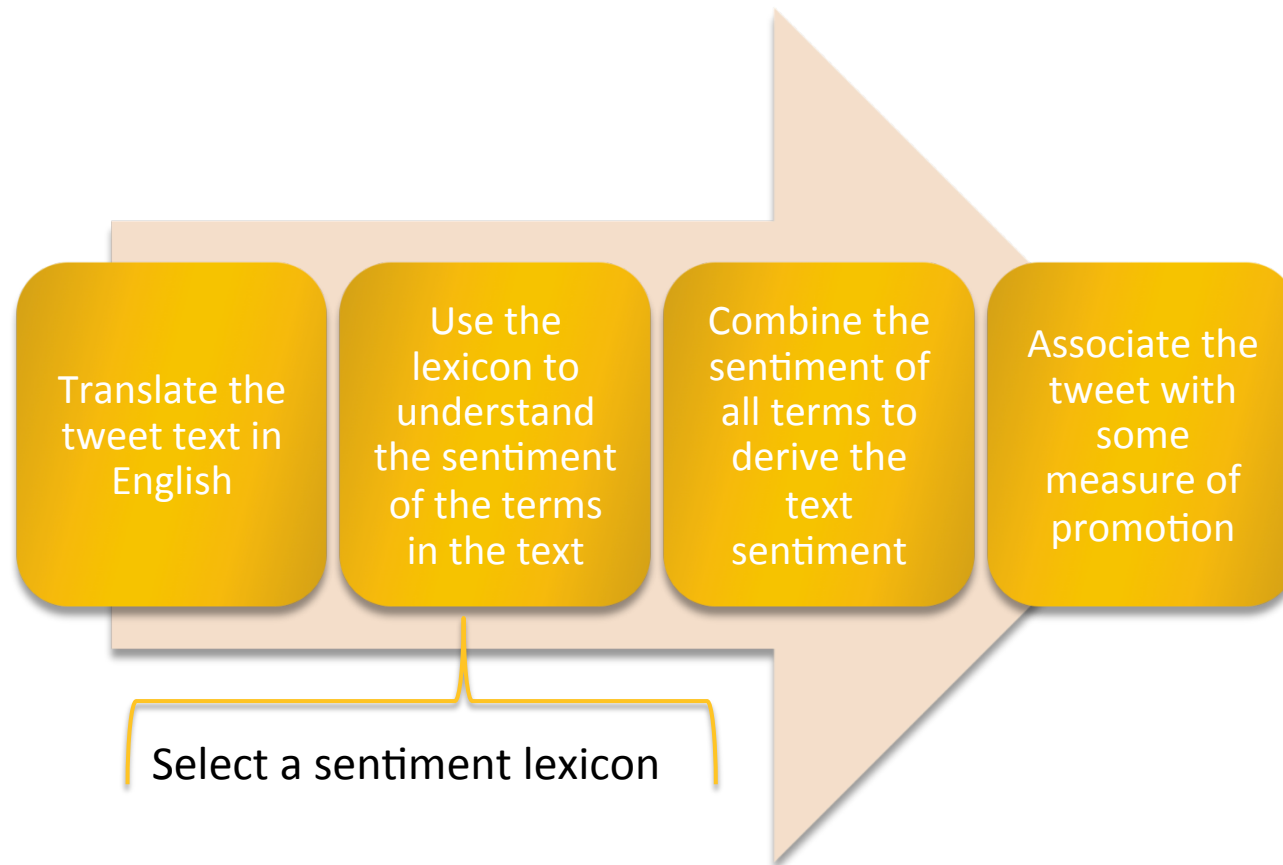 Translate the
tweet text in
English
Use the
lexicon to
understand
the sentiment
of the terms
in the text
Combine the
sentiment of
all terms to
derive the
text
sentiment
Associate the
tweet with
some
measure of
promotion
Select a sentiment lexicon